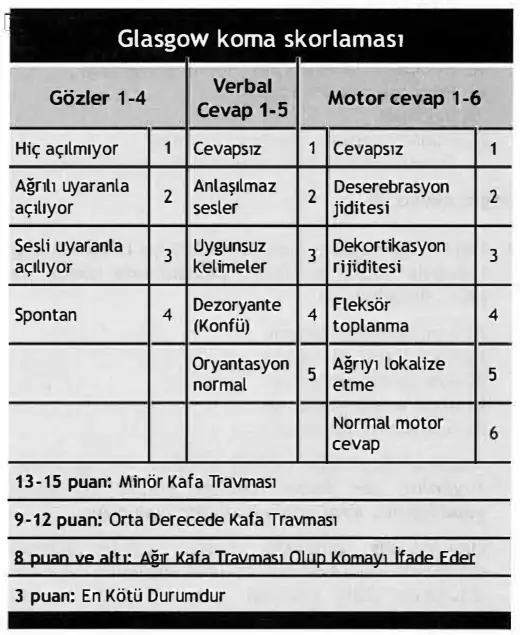 Glasgow koma skorlaması
Gözler 1-4
Verbal
Cevap 1-5
Motor cevap 1-6
Hiç açılmıyor 1 Cevapsız 1 Cevapsız 1
Ağrılı uyaranla
açılıyor 2 Anlaşılmaz
sesler 2 Deserebrasyon
jiditesi 2
Sesli uyaranla
açılıyor 3 Uygunsuz
kelimeler 3 Dekortikasyon
rijiditesi 3
Spontan 4 Dezoryante
(Konfü) 4 Fleksör
toplanma 4
Oryantasyon
normal 5 Ağrıyı lokalize
etme 5
Normal motor
cevap 6
13-15 puan: Minör Kafa Travması
9-12 puan: Orta Derecede Kafa Travması
8 puan ve altı: Ağır Kafa Travması Olup Komayı İfade Eder
3 puan: En Kötü Durumdur